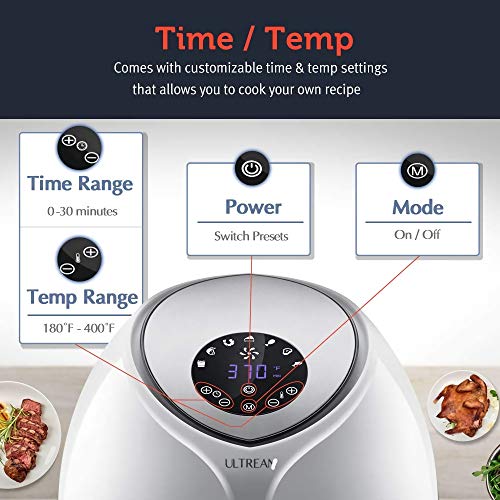 Time / Temp
Comes with customizable time & temp settings
that allows you to cook your own recipe
Time Range
0-30 minutes
Temp Range
180°F - 400°F
Power
Switch Presets
M
Mode
On / Off
370 °F
M
ULTREAN